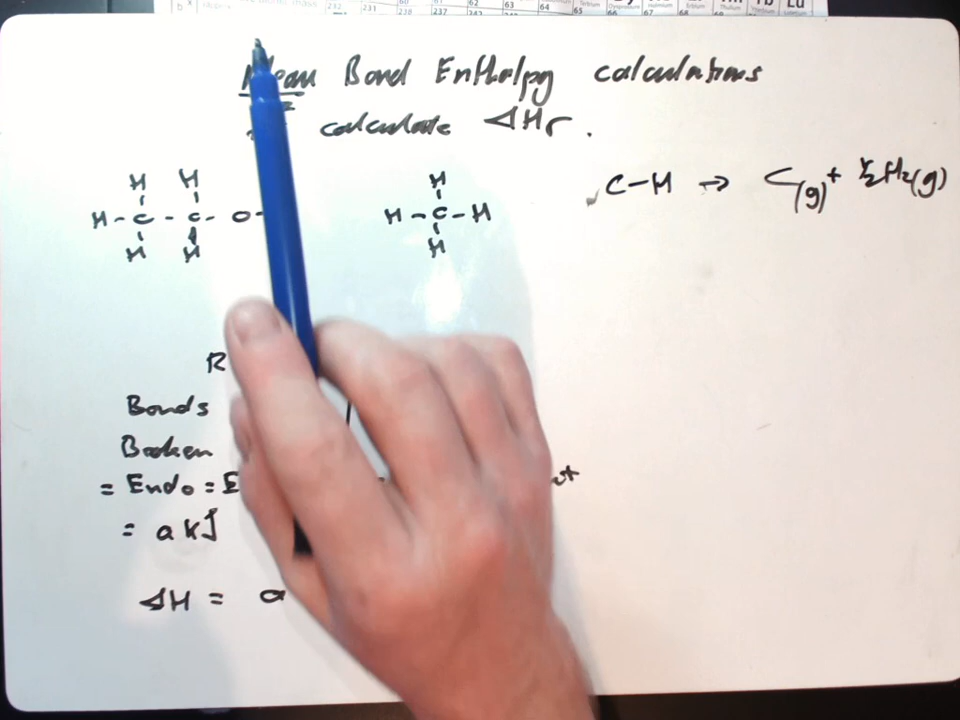 Mean Bond Enthalpy calculations
calculate ΔHr.
H H H
C-H → C(g) + ½H2(g)
H-C-C-O- H-C-H
H H H
R
Bonds
Broken
= Endo = E
= a kJ
ΔH = a